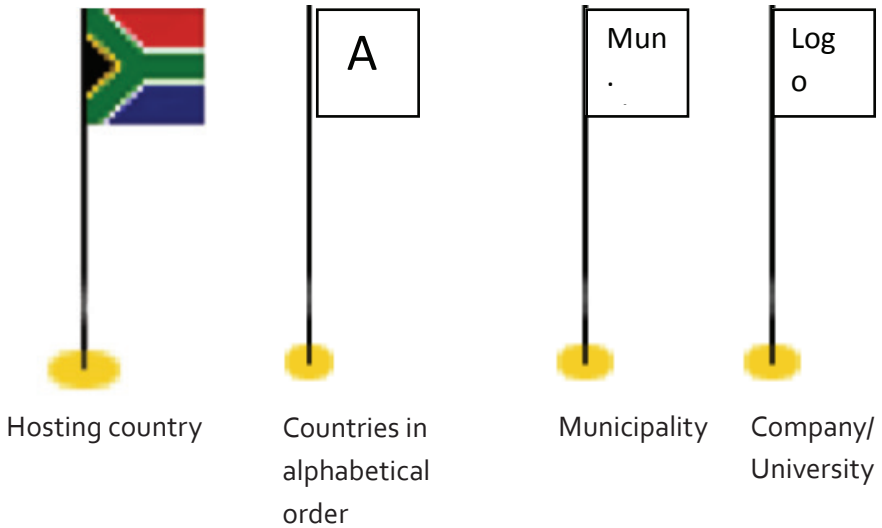 A
Mun
.
Log
o
Hosting country
Countries in
alphabetical
order
Municipality
Company/
University